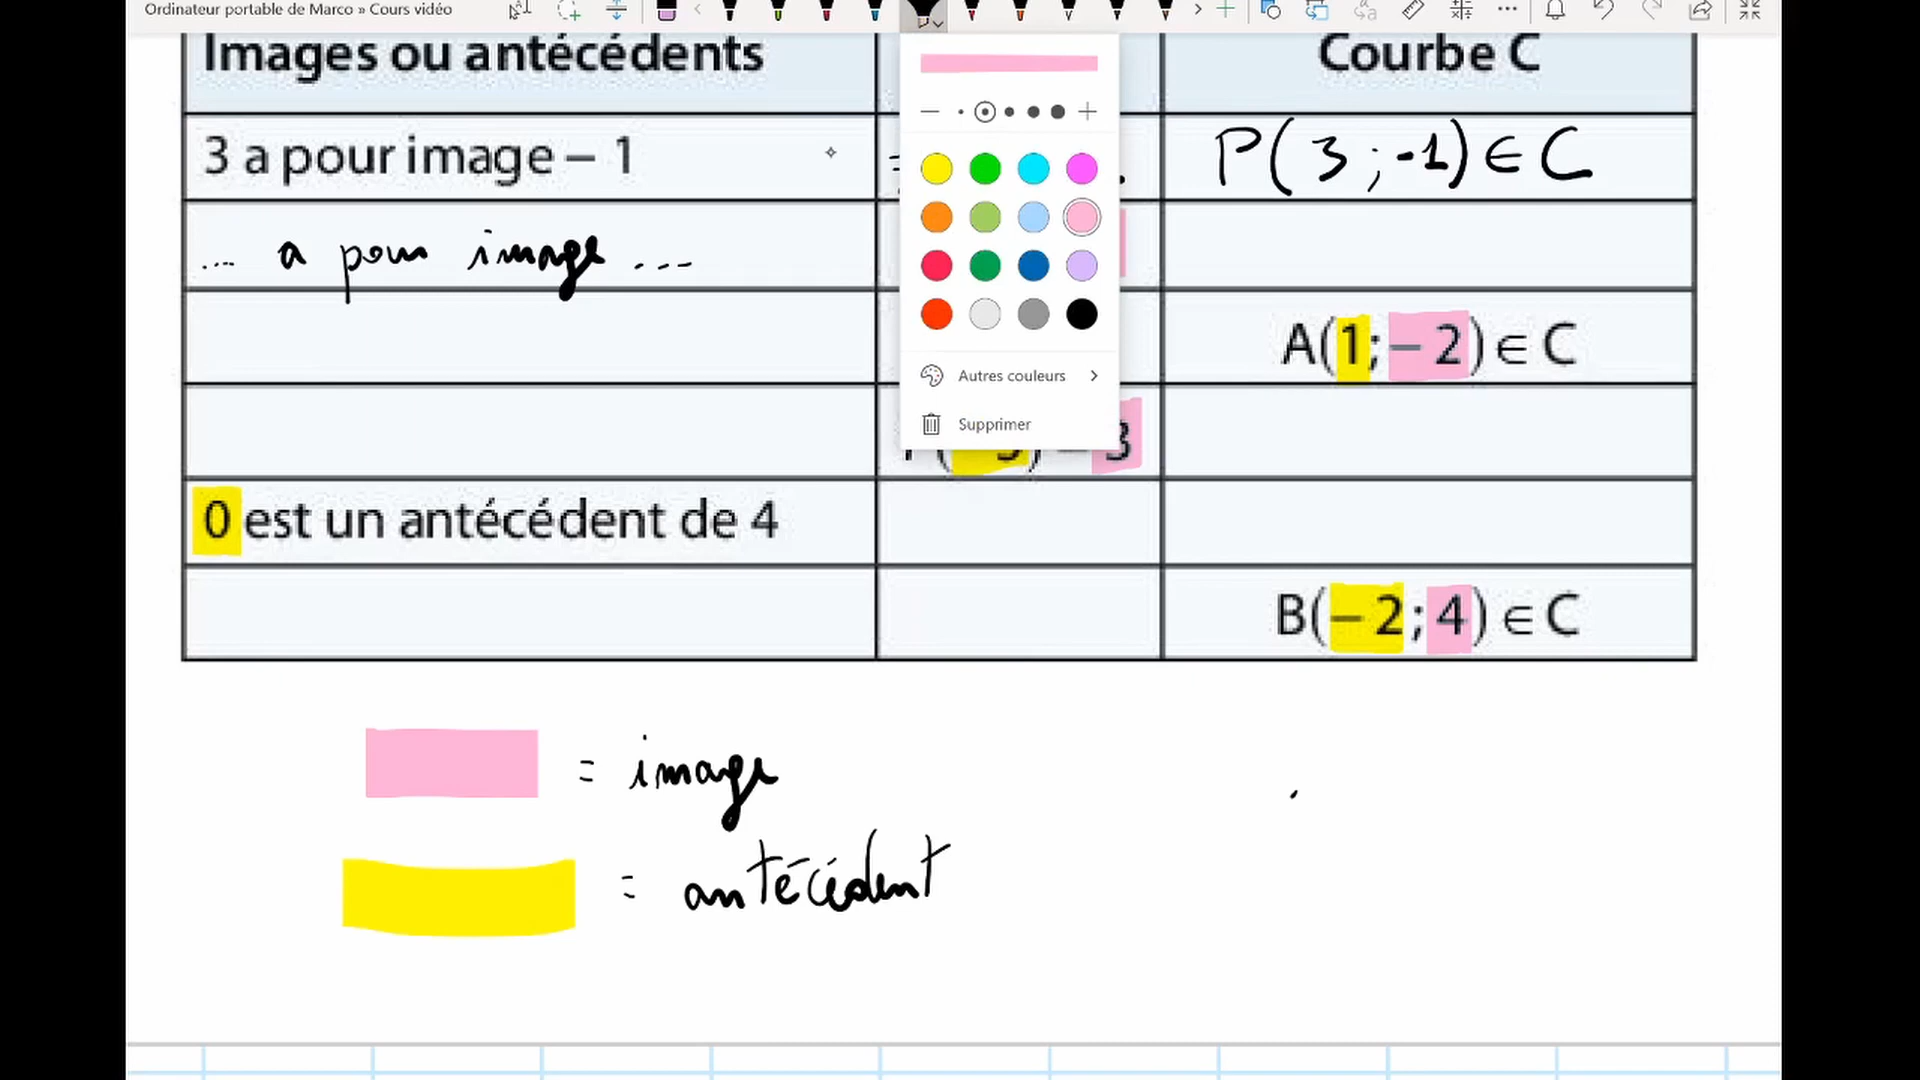 Ordinateur portable de Marco » Cours vidéo
Images ou antécédents
Courbe C
3 a pour image – 1
P(3;-1)∈C
... a pour image ...
A(1;– 2)∈C
Autres couleurs
Supprimer
3
0 est un antécédent de 4
B(– 2;4)∈C
= image
= antécédent